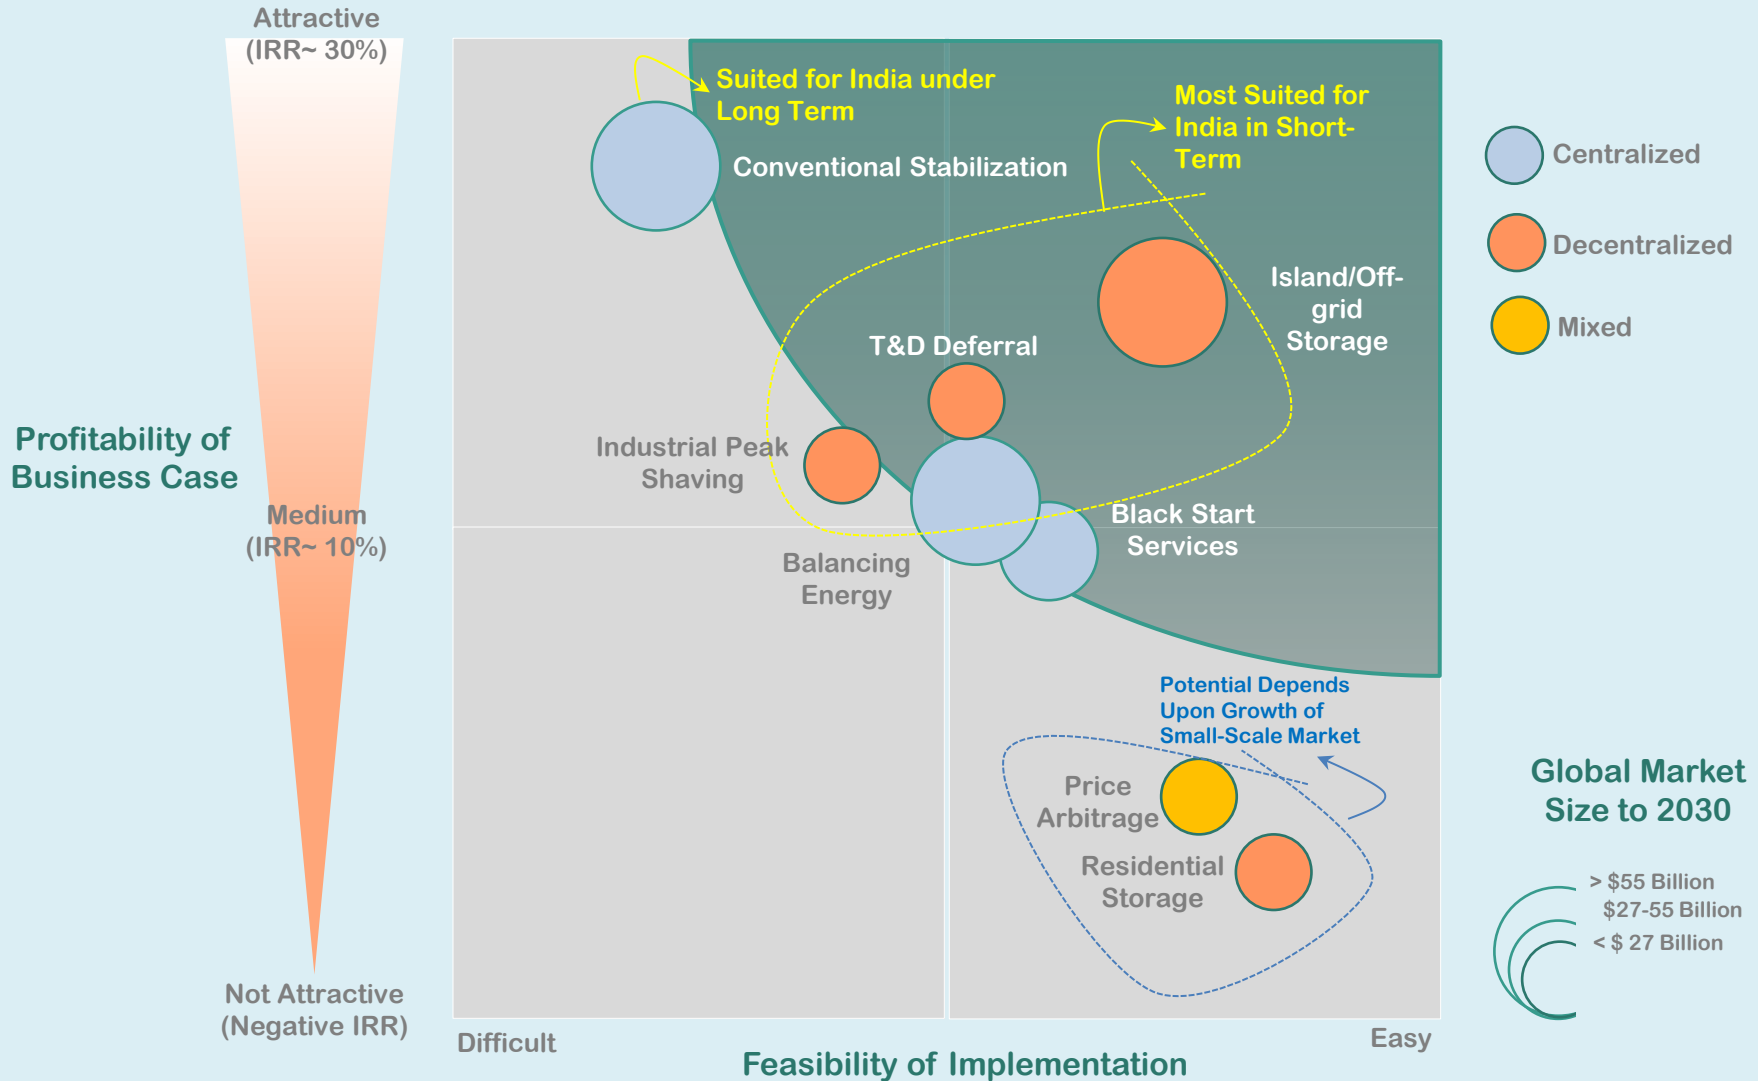 Attractive
(IRR~ 30%)
Suited for India under
Long Term
Most Suited for
India in Short-
Term
Conventional Stabilization
Centralized
Decentralized
Mixed
Island/Off-
grid
Storage
T&D Deferral
Profitability of
Business Case
Industrial Peak
Shaving
Medium
(IRR~ 10%)
Black Start
Services
Balancing
Energy
Potential Depends
Upon Growth of
Small-Scale Market
Price
Arbitrage
Residential
Storage
Global Market
Size to 2030
> $55 Billion
$27-55 Billion
< $ 27 Billion
Not Attractive
(Negative IRR)
Difficult
Easy
Feasibility of Implementation